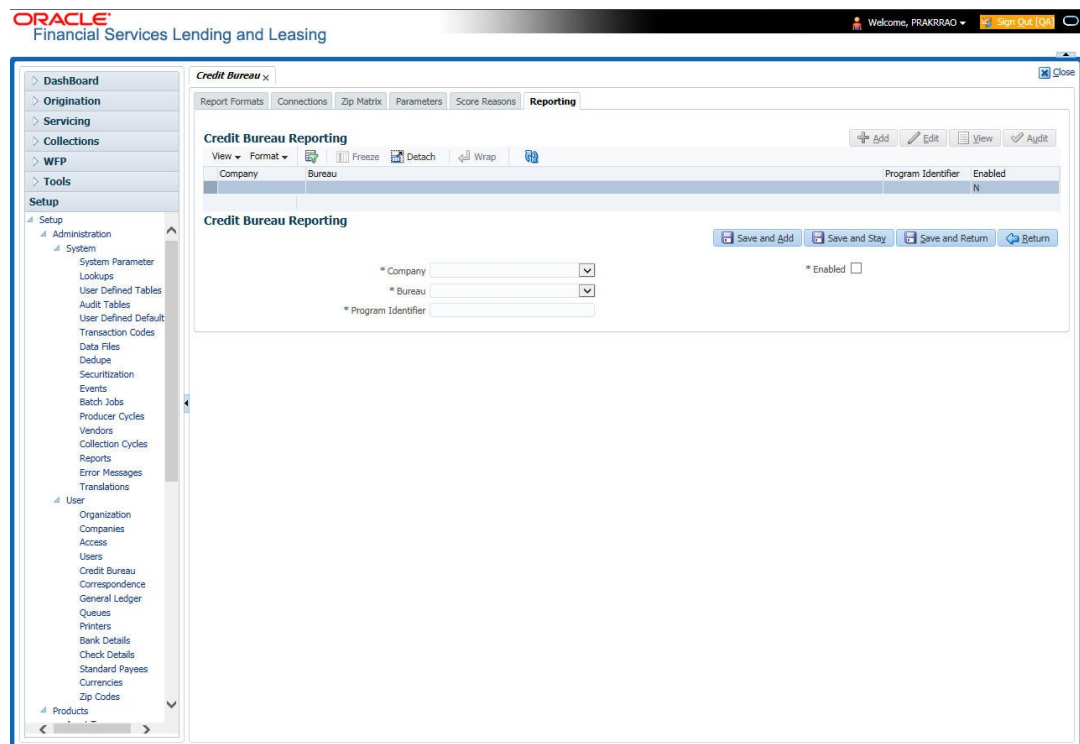 ORACLE
Financial Services Lending and Leasing
Welcome, PRAKRRAO
Sign Out [QA]
DashBoard
Origination
Servicing
Collections
WFP
Tools
Setup
Setup
Administration
System
System Parameter
Lookups
User Defined Tables
Audit Tables
User Defined Default
Transaction Codes
Data Files
Dedupe
Securitization
Events
Batch Jobs
Producer Cycles
Vendors
Collection Cycles
Reports
Error Messages
Translations
User
Organization
Companies
Access
Users
Credit Bureau
Correspondence
General Ledger
Queues
Printers
Bank Details
Check Details
Standard Payees
Currencies
Zip Codes
Products
Credit Bureau x
Close
Report Formats Connections Zip Matrix Parameters Score Reasons Reporting
Credit Bureau Reporting
Add Edit View Audit
View Format Freeze Detach Wrap
Company Bureau Program Identifier Enabled
N
Credit Bureau Reporting
Save and Add Save and Stay Save and Return Return
* Company
* Enabled
* Bureau
* Program Identifier